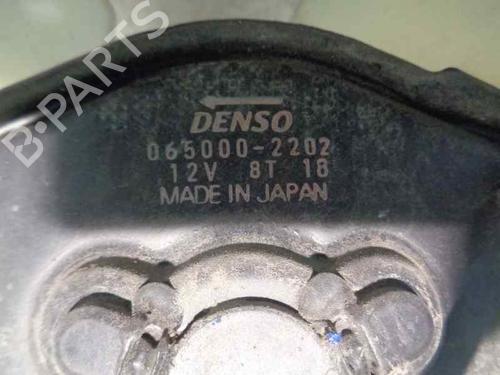 B-PARTS
DENSO
065000-2202
12V 8T 18
MADE IN JAPAN